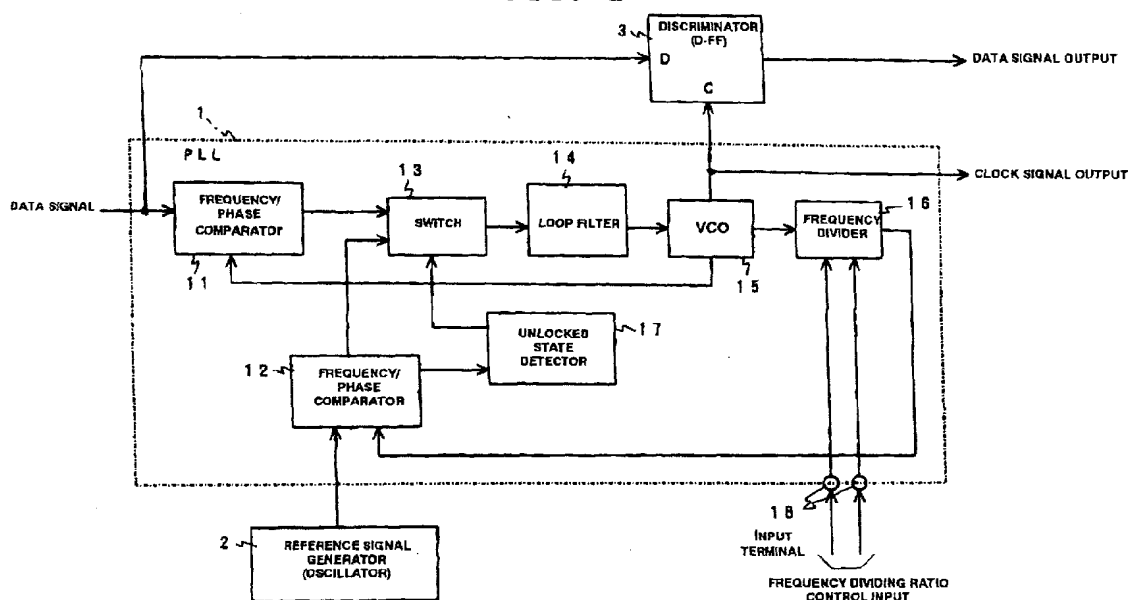 3
DISCRIMINATOR
(D-FF)
D
C
DATA SIGNAL OUTPUT
1
PLL
CLOCK SIGNAL OUTPUT
DATA SIGNAL
FREQUENCY/
PHASE
COMPARATOR
11
13
SWITCH
14
LOOP FILTER
VCO
15
16
FREQUENCY
DIVIDER
17
UNLOCKED
STATE
DETECTOR
12
FREQUENCY/
PHASE
COMPARATOR
18
INPUT
TERMINAL
2
REFERENCE SIGNAL
GENERATOR
(OSCILLATOR)
FREQUENCY DIVIDING RATIO
CONTROL INPUT